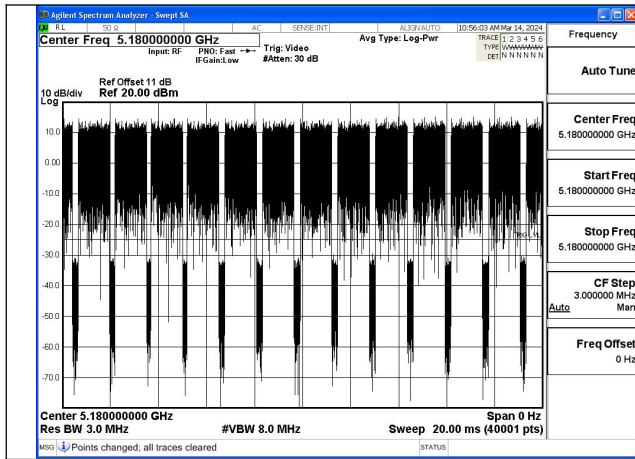 Agilent Spectrum Analyzer - Swept SA
RL 50 Ω AC SENSE:INT ALIGNAUTO 10:56:03 AM Mar 14, 2024
Center Freq 5.180000000 GHz
Input: RF PNO: Fast Trig: Video Avg Type: Log-Pwr TRACE 1 2 3 4 5 6
IFGain:Low #Atten: 30 dB TYPE WWWWWW
DET N N N N N N
Ref Offset 11 dB
10 dB/div Ref 20.00 dBm
Log
10.0
0.00
-10.0
-20.0
-30.0
-40.0
-50.0
-60.0
-70.0
TRIG LVL
Center 5.180000000 GHz Span 0 Hz
Res BW 3.0 MHz #VBW 8.0 MHz Sweep 20.00 ms (40001 pts)
MSG Points changed; all traces cleared STATUS
Frequency
Auto Tune
Center Freq
5.180000000 GHz
Start Freq
5.180000000 GHz
Stop Freq
5.180000000 GHz
CF Step
3.000000 MHz
Auto Man
Freq Offset
0 Hz